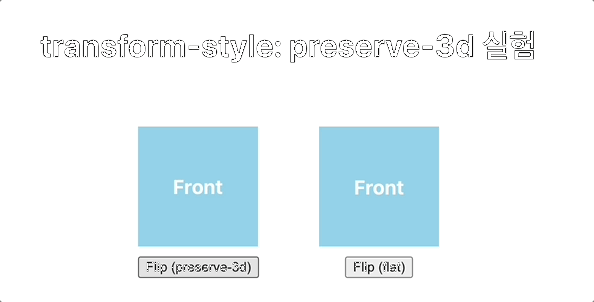 transform-style: preserve-3d 실험
Front
Front
Flip (preserve-3d)
Flip (flat)